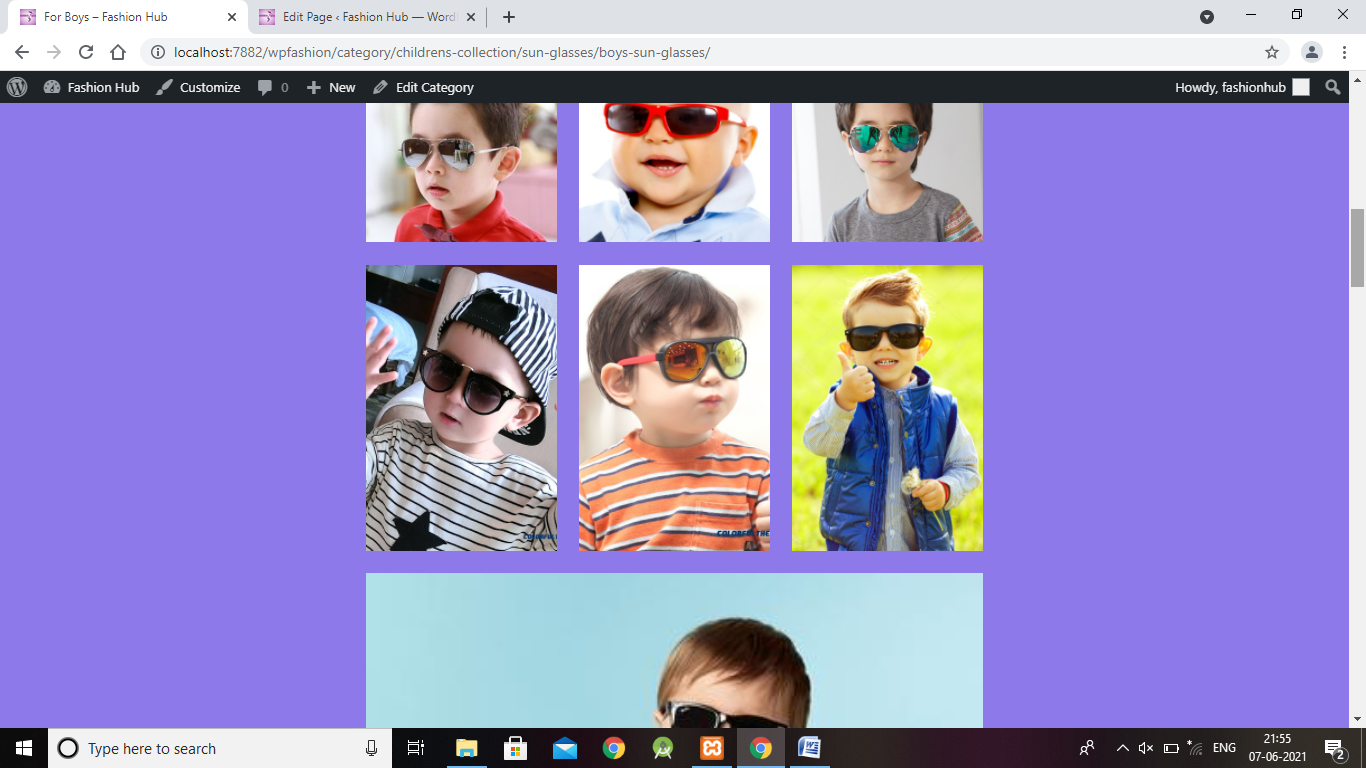 For Boys – Fashion Hub
Edit Page ‹ Fashion Hub — Word
localhost:7882/wpfashion/category/childrens-collection/sun-glasses/boys-sun-glasses/
Fashion Hub Customize 0 New Edit Category Howdy, fashionhub
COLORFUL THE
Type here to search
ENG
21:55
07-06-2021
2